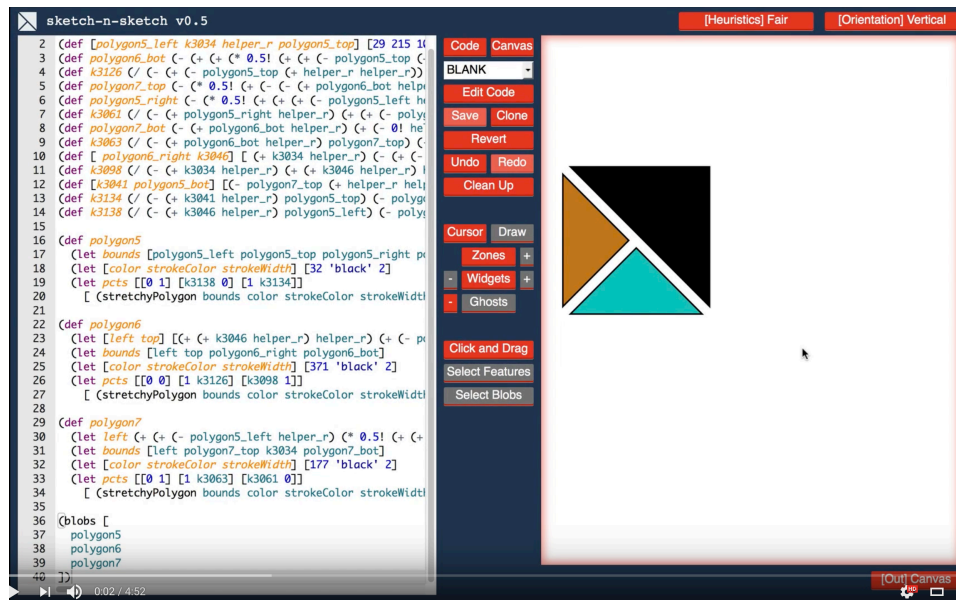 sketch-n-sketch v0.5
[Heuristics] Fair
[Orientation] Vertical
2 (def [polygon5_left k3034 helper_r polygon5_top] [29 215 10
3 (def polygon6_bot (- (+ (+ (* 0.5! (+ (+ (- polygon5_top (-
4 (def k3126 (/ (- (+ (- polygon5_top (+ helper_r helper_r))
5 (def polygon7_top (- (* 0.5! (+ (- (- (+ polygon6_bot help
6 (def polygon5_right (- (* 0.5! (+ (+ (+ (- polygon5_left he
7 (def k3061 (/ (- (+ polygon5_right helper_r) (+ (+ (- polyg
8 (def polygon7_bot (- (+ polygon6_bot helper_r) (+ (- 0! he
9 (def k3063 (/ (- (+ polygon6_bot helper_r) polygon7_top) (-
10 (def [ polygon6_right k3046] [ (+ k3034 helper_r) (- (+ (-
11 (def k3098 (/ (- (+ k3034 helper_r) (+ (+ k3046 helper_r) h
12 (def [k3041 polygon5_bot] [(- polygon7_top (+ helper_r help
13 (def k3134 (/ (- (+ k3041 helper_r) polygon5_top) (- polygo
14 (def k3138 (/ (- (+ k3046 helper_r) polygon5_left) (- polyg
15
16 (def polygon5
17 (let bounds [polygon5_left polygon5_top polygon5_right po
18 (let [color strokeColor strokeWidth] [32 'black' 2]
19 (let pcts [[0 1] [k3138 0] [1 k3134]]
20 [ (stretchyPolygon bounds color strokeColor strokeWidt
21
22 (def polygon6
23 (let [left top] [(+ (+ k3046 helper_r) helper_r) (+ (- po
24 (let bounds [left top polygon6_right polygon6_bot]
25 (let [color strokeColor strokeWidth] [371 'black' 2]
26 (let pcts [[0 0] [1 k3126] [k3098 1]]
27 [ (stretchyPolygon bounds color strokeColor strokeWidt
28
29 (def polygon7
30 (let left (+ (+ (- polygon5_left helper_r) (* 0.5! (+ (+
31 (let bounds [left polygon7_top k3034 polygon7_bot]
32 (let [color strokeColor strokeWidth] [177 'black' 2]
33 (let pcts [[0 1] [1 k3063] [k3061 0]]
34 [ (stretchyPolygon bounds color strokeColor strokeWidt
35
36 (blobs [
37 polygon5
38 polygon6
39 polygon7
40 ])
Code Canvas
BLANK
Edit Code
Save Clone
Revert
Undo Redo
Clean Up
Cursor Draw
Zones +
- Widgets +
- Ghosts
Click and Drag
Select Features
Select Blobs
[Out] Canvas
0:02 / 4:52
HD